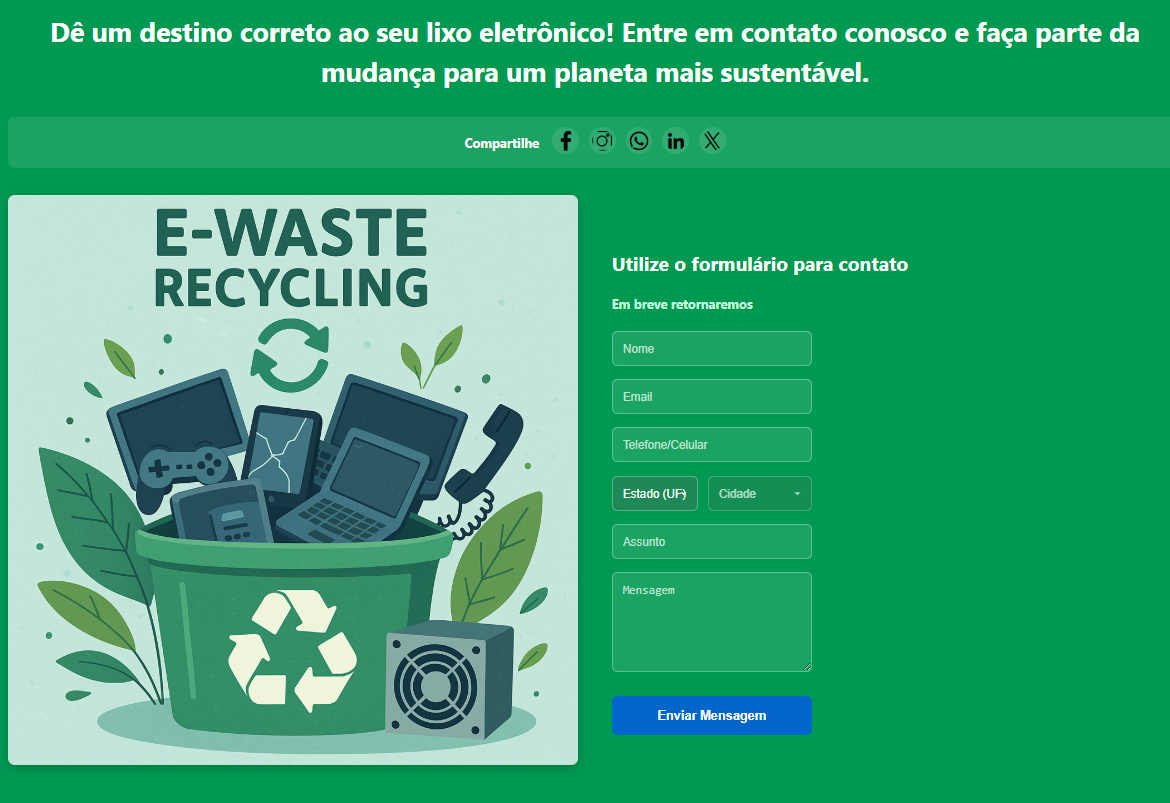 Dê um destino correto ao seu lixo eletrônico! Entre em contato conosco e faça parte da
mudança para um planeta mais sustentável.
Compartilhe
E-WASTE
RECYCLING
Utilize o formulário para contato
Em breve retornaremos
Nome
Email
Telefone/Celular
Estado (UF) Cidade
Assunto
Mensagem
Enviar Mensagem